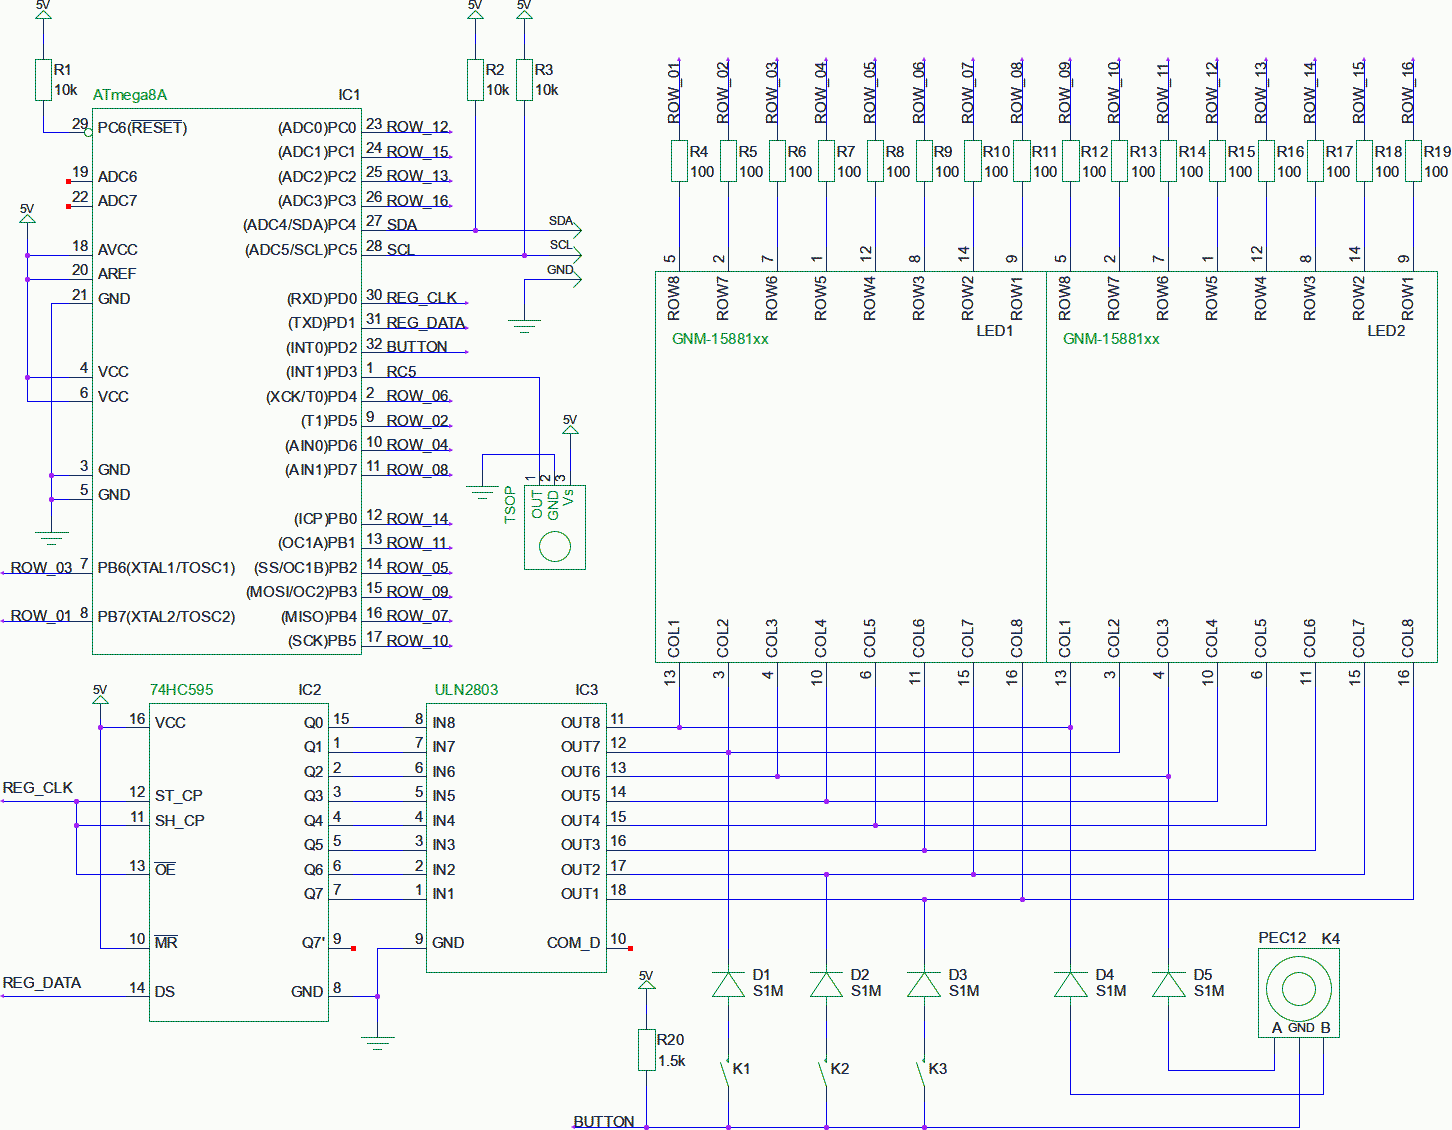 5V
5V
5V
R1
10k
R2
10k
R3
10k
ATmega8A
IC1
29 PC6(RESET)
19 ADC6
22 ADC7
5V
18 AVCC
20 AREF
21 GND
4 VCC
6 VCC
3 GND
5 GND
ROW_03 7 PB6(XTAL1/TOSC1)
ROW_01 8 PB7(XTAL2/TOSC2)
(ADC0)PC0 23 ROW_12
(ADC1)PC1 24 ROW_15
(ADC2)PC2 25 ROW_13
(ADC3)PC3 26 ROW_16
(ADC4/SDA)PC4 27 SDA
SDA
(ADC5/SCL)PC5 28 SCL
SCL
GND
(RXD)PD0 30 REG_CLK
(TXD)PD1 31 REG_DATA
(INT0)PD2 32 BUTTON
(INT1)PD3 1 RC5
(XCK/T0)PD4 2 ROW_06
(T1)PD5 9 ROW_02
(AIN0)PD6 10 ROW_04
(AIN1)PD7 11 ROW_08
(ICP)PB0 12 ROW_14
(OC1A)PB1 13 ROW_11
(SS/OC1B)PB2 14 ROW_05
(MOSI/OC2)PB3 15 ROW_09
(MISO)PB4 16 ROW_07
(SCK)PB5 17 ROW_10
5V
1 2 3
TSOP
OUT
GND
Vs
ROW_01 ROW_02 ROW_03 ROW_04 ROW_05 ROW_06 ROW_07 ROW_08 ROW_09 ROW_10 ROW_11 ROW_12 ROW_13 ROW_14 ROW_15 ROW_16
R4 R5 R6 R7 R8 R9 R10 R11 R12 R13 R14 R15 R16 R17 R18 R19
100 100 100 100 100 100 100 100 100 100 100 100 100 100 100 100
5 2 7 1 12 8 14 9 5 2 7 1 12 8 14 9
ROW8 ROW7 ROW6 ROW5 ROW4 ROW3 ROW2 ROW1 ROW8 ROW7 ROW6 ROW5 ROW4 ROW3 ROW2 ROW1
LED1
LED2
GNM-15881xx
GNM-15881xx
COL1 COL2 COL3 COL4 COL5 COL6 COL7 COL8 COL1 COL2 COL3 COL4 COL5 COL6 COL7 COL8
13 3 4 10 6 11 15 16 13 3 4 10 6 11 15 16
5V
74HC595
IC2
16 VCC
REG_CLK
12 ST_CP
11 SH_CP
13 OE
10 MR
REG_DATA
14 DS
Q0 15
Q1 1
Q2 2
Q3 3
Q4 4
Q5 5
Q6 6
Q7 7
Q7' 9
GND 8
ULN2803
IC3
8 IN8
7 IN7
6 IN6
5 IN5
4 IN4
3 IN3
2 IN2
1 IN1
9 GND
OUT8 11
OUT7 12
OUT6 13
OUT5 14
OUT4 15
OUT3 16
OUT2 17
OUT1 18
COM_D 10
5V
R20
1.5k
BUTTON
D1
S1M
D2
S1M
D3
S1M
D4
S1M
D5
S1M
K1
K2
K3
PEC12 K4
A GND B